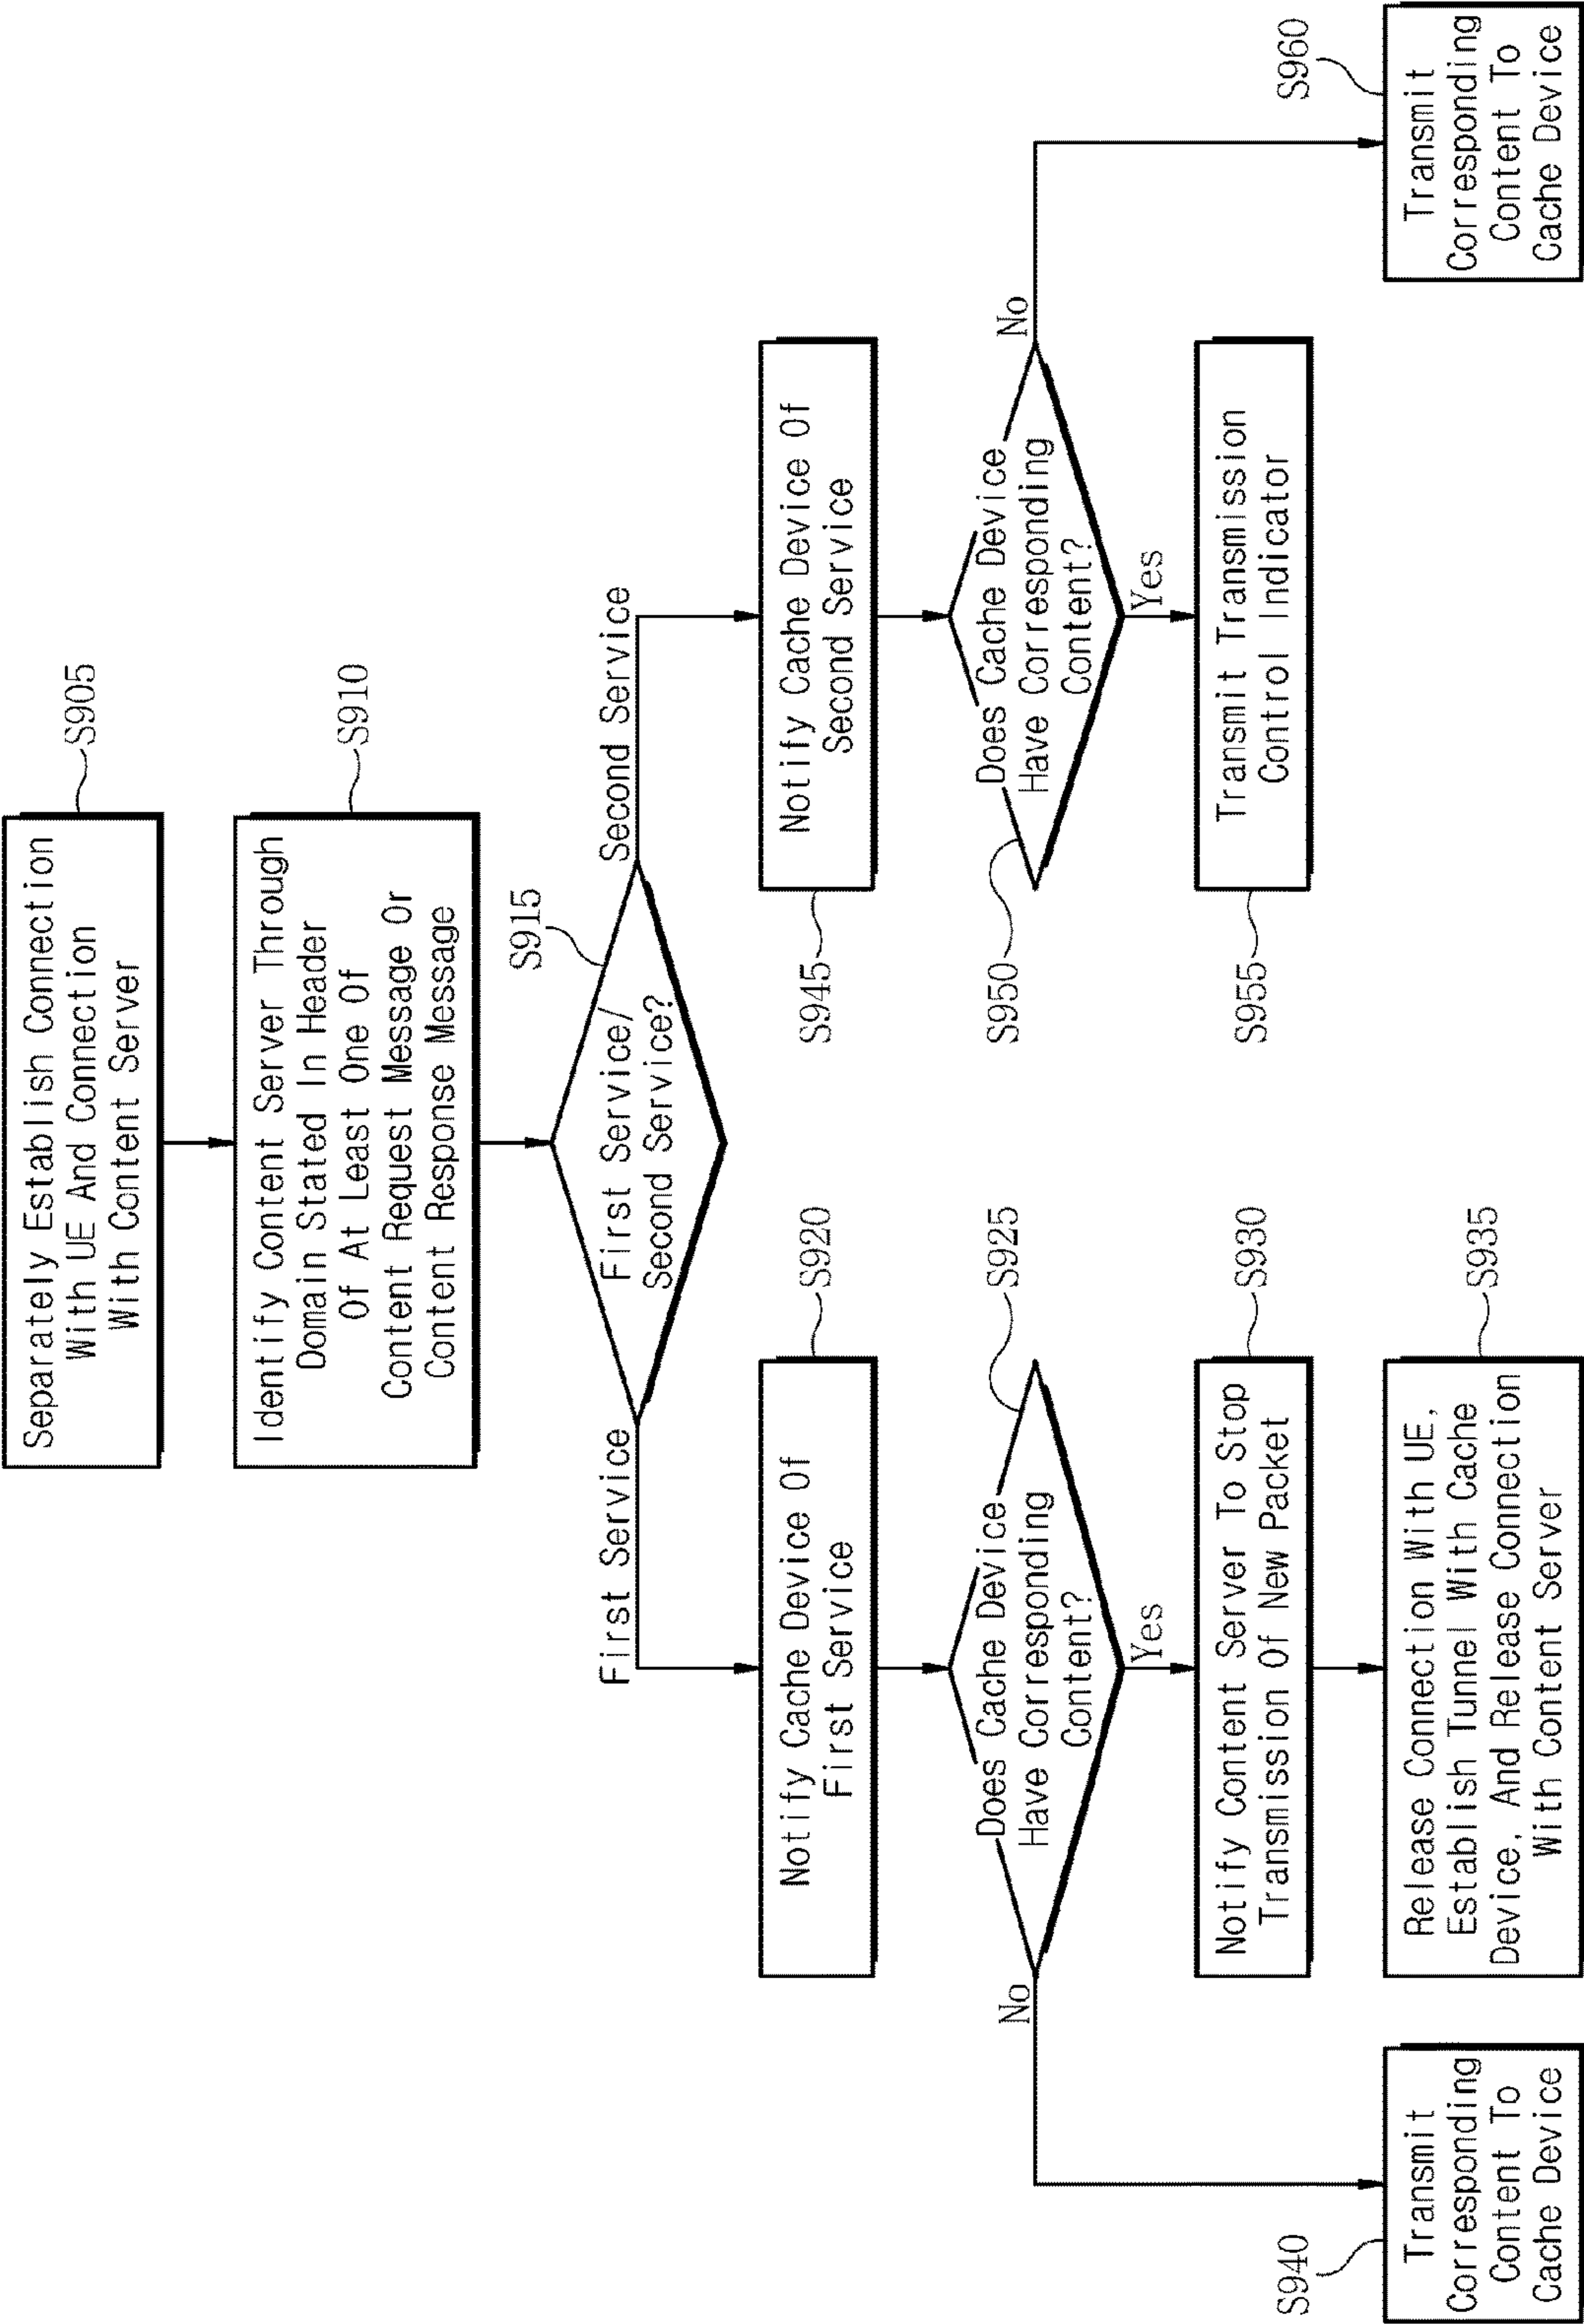 Separately Establish Connection
With UE And Connection
With Content Server
S905
Identify Content Server Through
Domain Stated In Header
Of At Least One Of
Content Request Message Or
Content Response Message
S910
First Service/
Second Service?
S915
First Service
Second Service
Notify Cache Device Of
First Service
S920
Does Cache Device
Have Corresponding
Content?
S925
No
Yes
Notify Content Server To Stop
Transmission Of New Packet
S930
Release Connection With UE,
Establish Tunnel With Cache
Device, And Release Connection
With Content Server
S935
S940
Transmit
Corresponding
Content To
Cache Device
Notify Cache Device Of
Second Service
S945
Does Cache Device
Have Corresponding
Content?
S950
No
Yes
Transmit Transmission
Control Indicator
S955
S960
Transmit
Corresponding
Content To
Cache Device